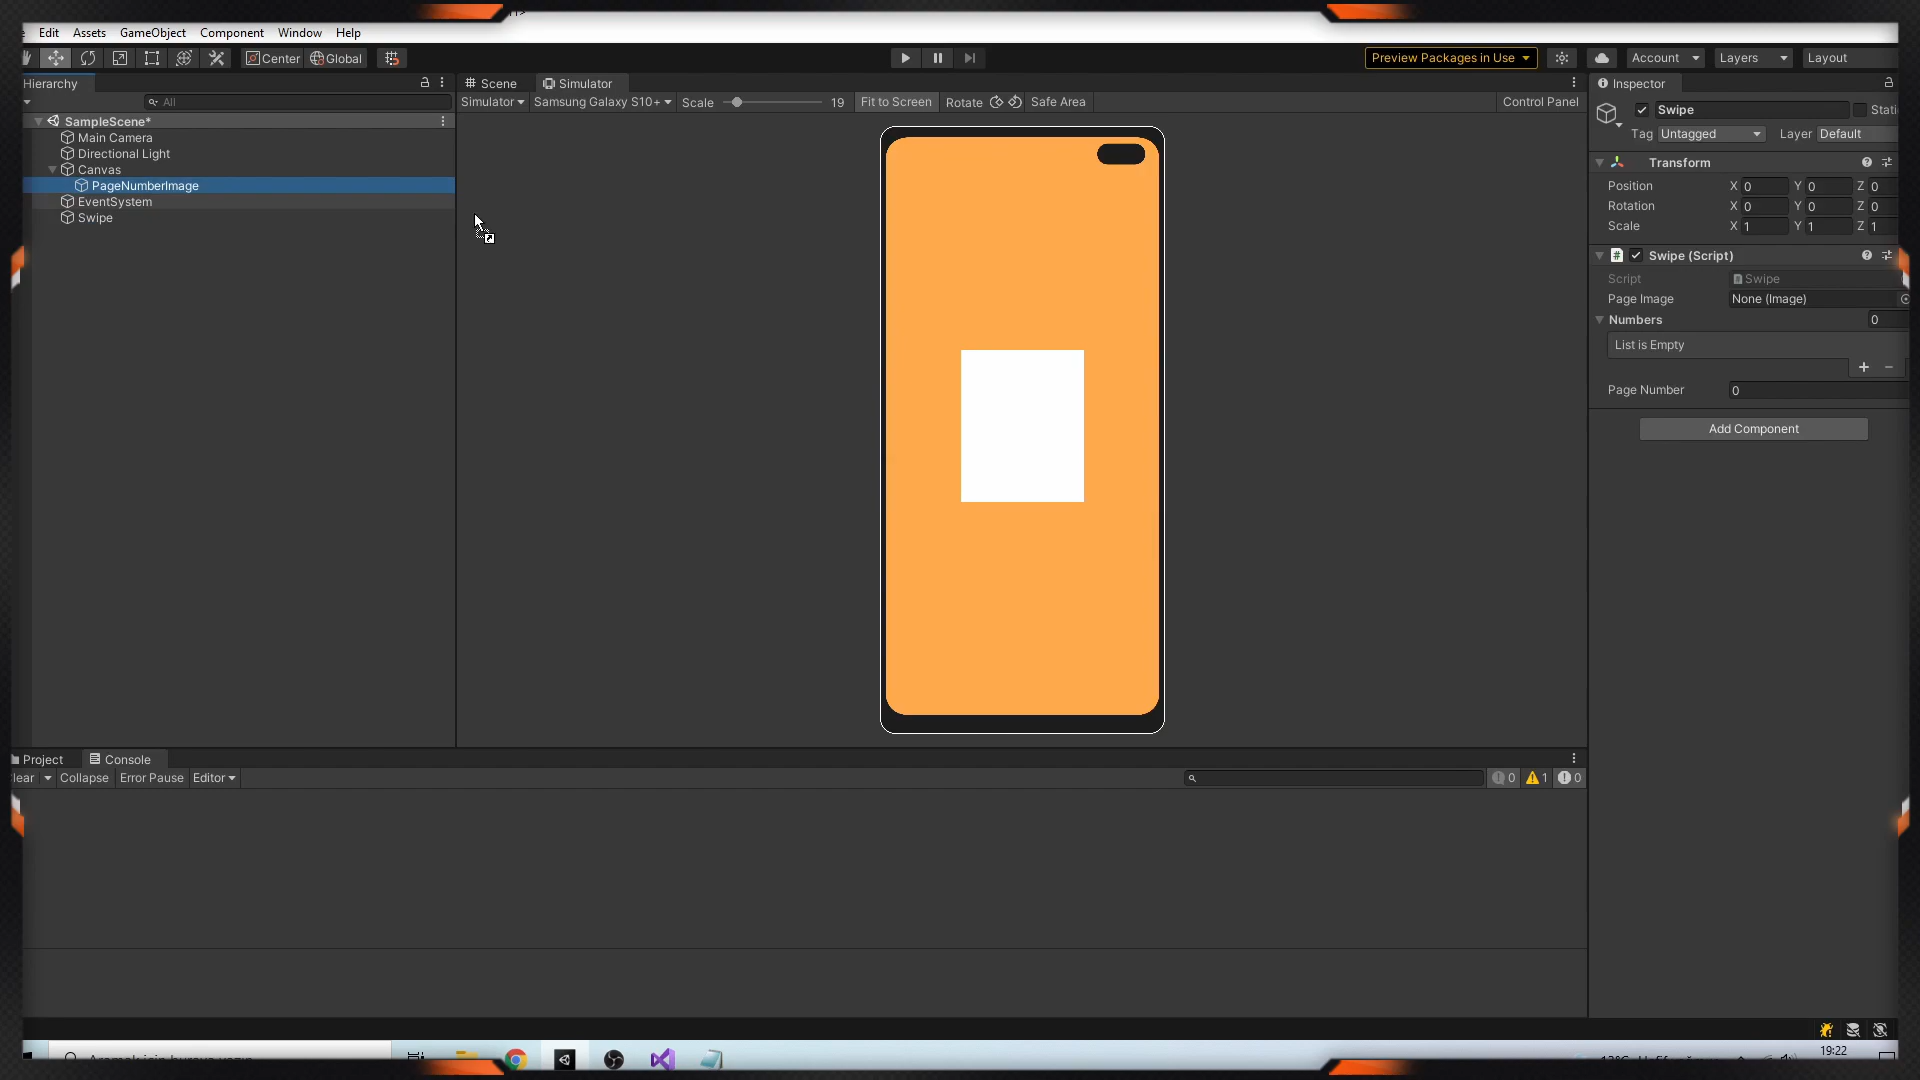 Edit Assets GameObject Component Window Help
Center Global Preview Packages in Use Account Layers Layout
Hierarchy Scene Simulator Inspector
All Simulator Samsung Galaxy S10+ Scale 19 Fit to Screen Rotate Safe Area Control Panel
Swipe
SampleScene*
Main Camera
Directional Light
Canvas
PageNumberImage
EventSystem
Swipe
Tag Untagged Layer Default
Transform
Position X 0 Y 0 Z 0
Rotation X 0 Y 0 Z 0
Scale X 1 Y 1 Z 1
# Swipe (Script)
Script Swipe
Page Image None (Image)
Numbers 0
List is Empty
+ −
Page Number 0
Add Component
Project Console
Collapse Error Pause Editor 0 1 0
19:22